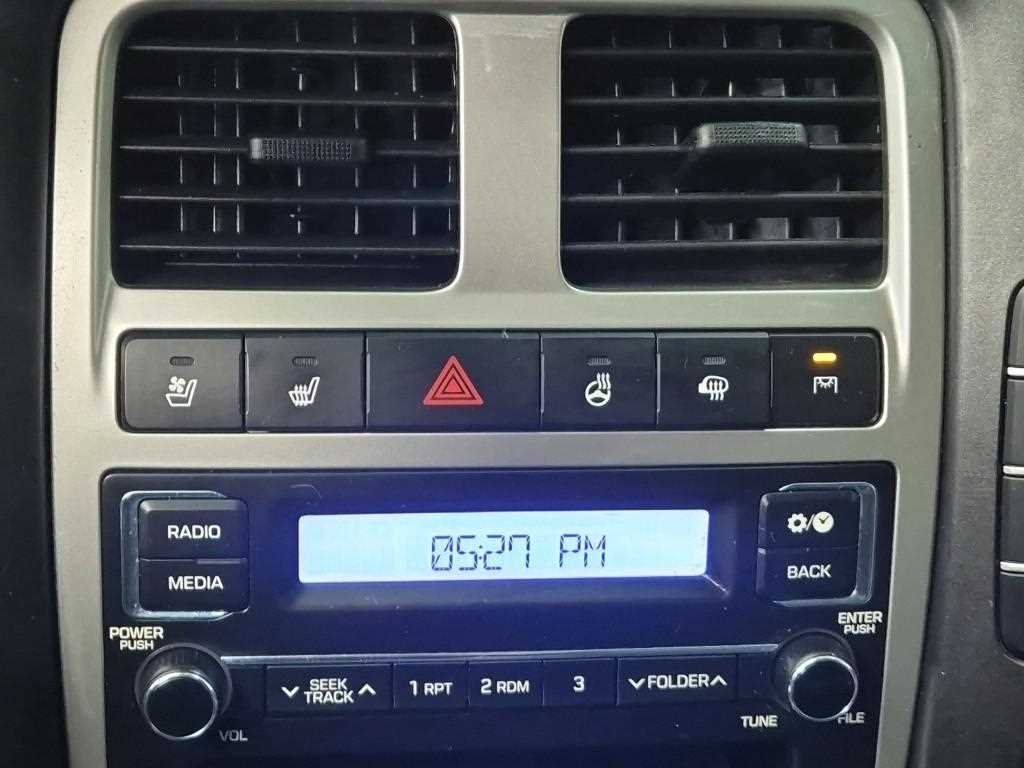 RADIO
MEDIA
05:27 PM
BACK
POWER
PUSH
ENTER
PUSH
SEEK
TRACK
1 RPT
2 RDM
3
FOLDER
VOL
TUNE
FILE